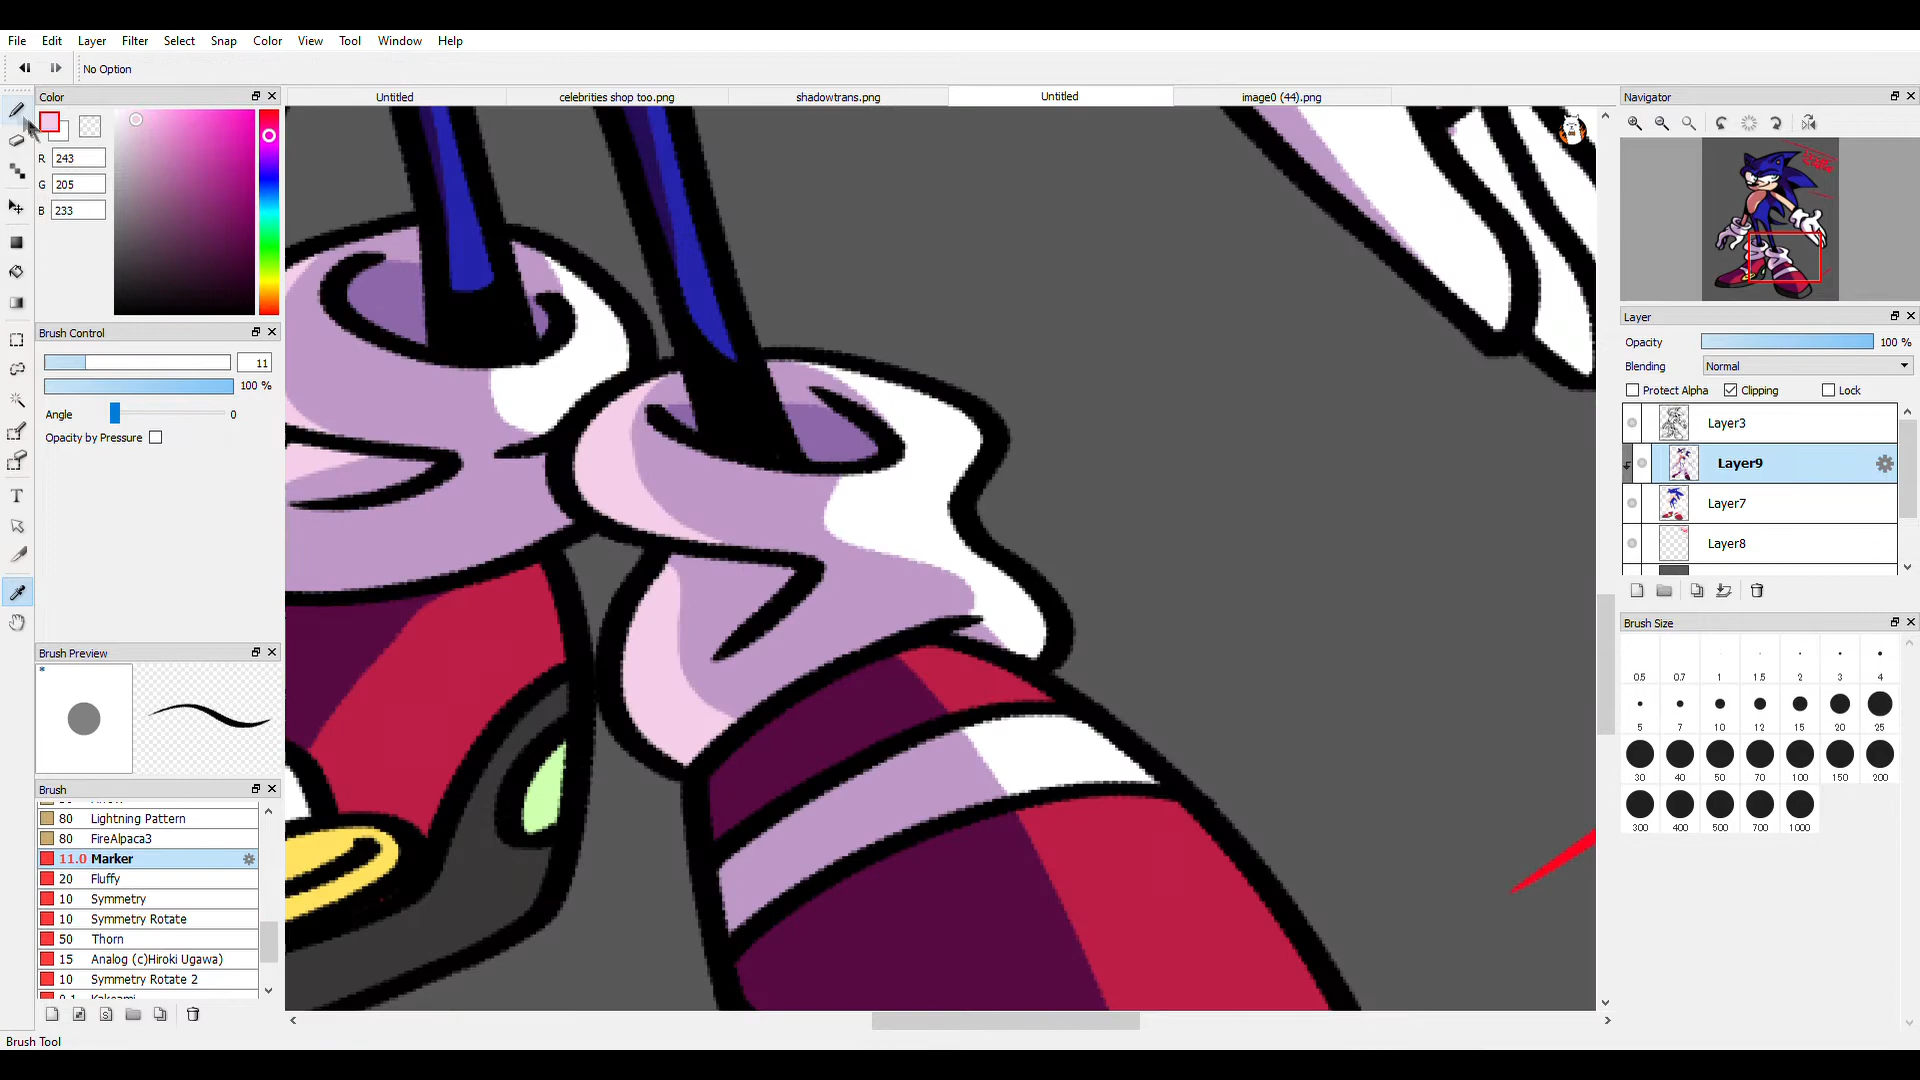 File Edit Layer Filter Select Snap Color View Tool Window Help
No Option
Color
R 243
G 205
B 233
Brush Control
11
100 %
Angle 0
Opacity by Pressure
Brush Preview
Brush
80 Lightning Pattern
80 FireAlpaca3
11.0 Marker
20 Fluffy
10 Symmetry
10 Symmetry Rotate
50 Thorn
15 Analog (c)Hiroki Ugawa)
10 Symmetry Rotate 2
Brush Tool
Untitled celebrities shop too.png shadowtrans.png Untitled image0 (44).png
Navigator
Layer
Opacity 100 %
Blending Normal
Protect Alpha Clipping Lock
Layer3
Layer9
Layer7
Layer8
Brush Size
0.5 0.7 1 1.5 2 3 4
5 7 10 12 15 20 25
30 40 50 70 100 150 200
300 400 500 700 1000